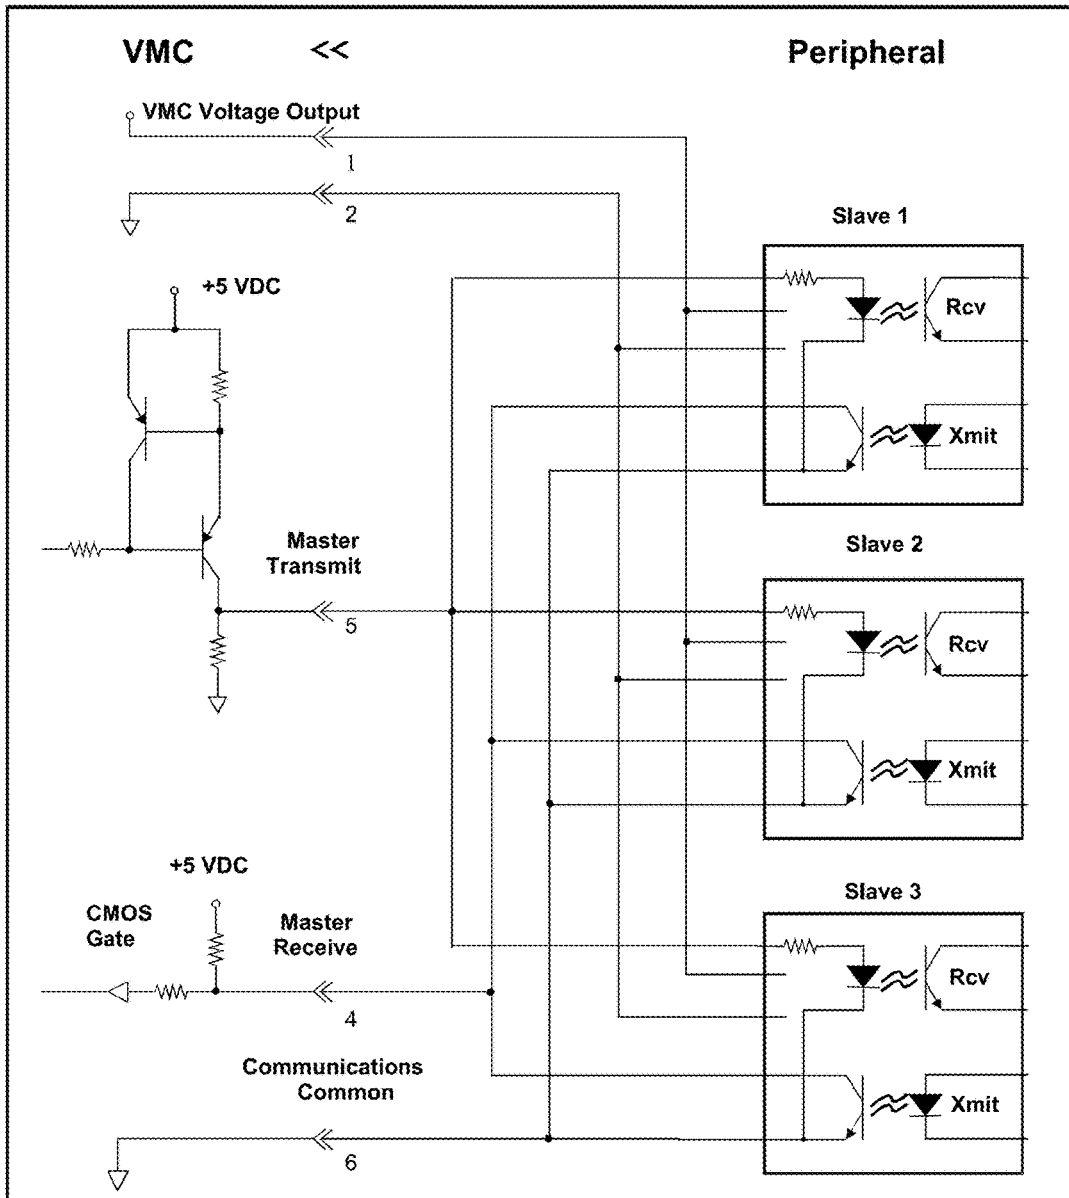 VMC << Peripheral
VMC Voltage Output
1
2
Slave 1
+5 VDC
Rcv
Xmit
Master
Transmit
5
Slave 2
Rcv
Xmit
+5 VDC
CMOS
Gate
Master
Receive
4
Slave 3
Rcv
Communications
Common
Xmit
6